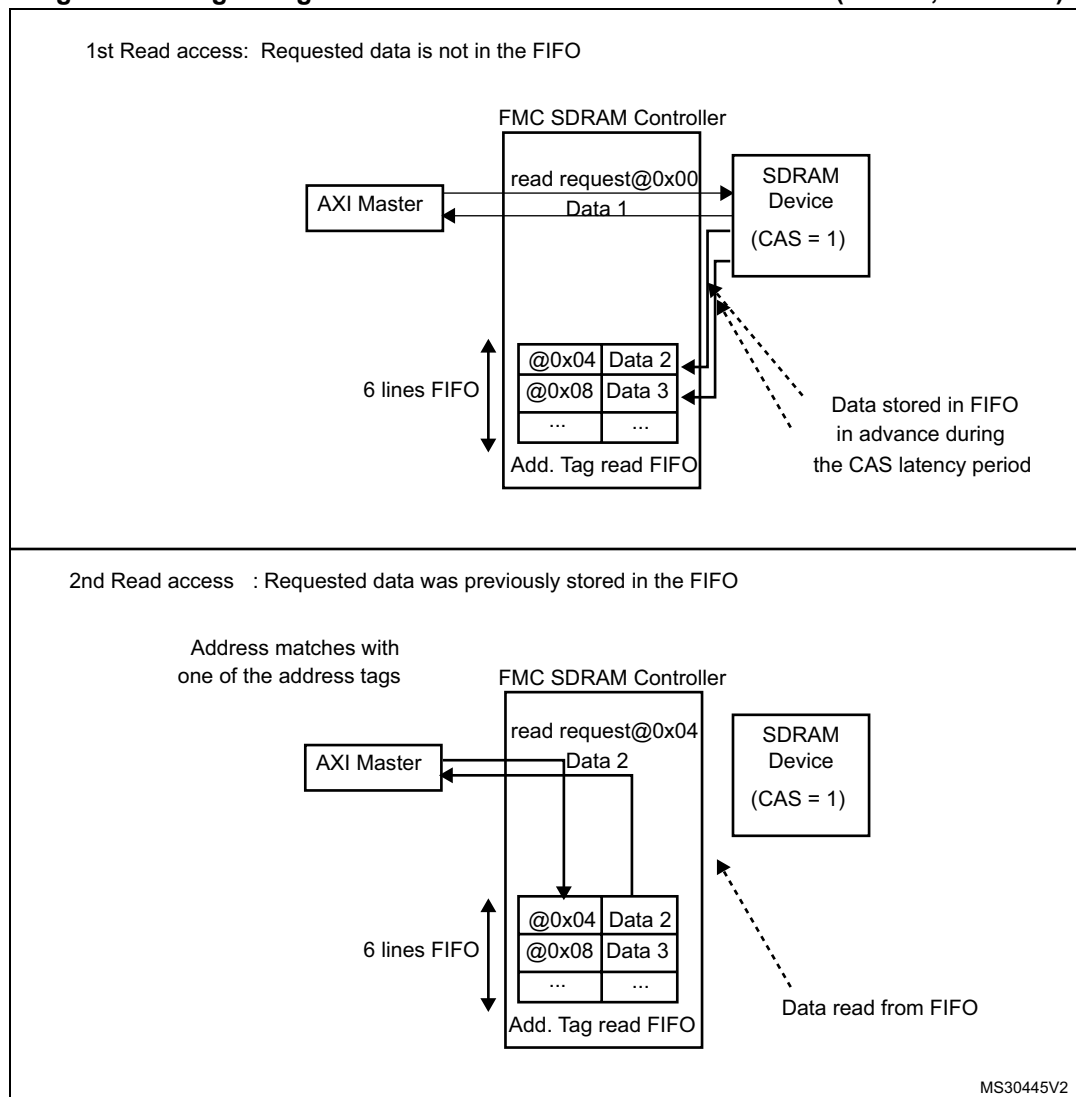 1st Read access: Requested data is not in the FIFO
FMC SDRAM Controller
read request@0x00
Data 1
AXI Master
SDRAM
Device
(CAS = 1)
6 lines FIFO
@0x04 Data 2
@0x08 Data 3
... ...
Add. Tag read FIFO
Data stored in FIFO
in advance during
the CAS latency period
2nd Read access : Requested data was previously stored in the FIFO
Address matches with
one of the address tags
FMC SDRAM Controller
read request@0x04
Data 2
AXI Master
SDRAM
Device
(CAS = 1)
6 lines FIFO
@0x04 Data 2
@0x08 Data 3
... ...
Add. Tag read FIFO
Data read from FIFO
MS30445V2